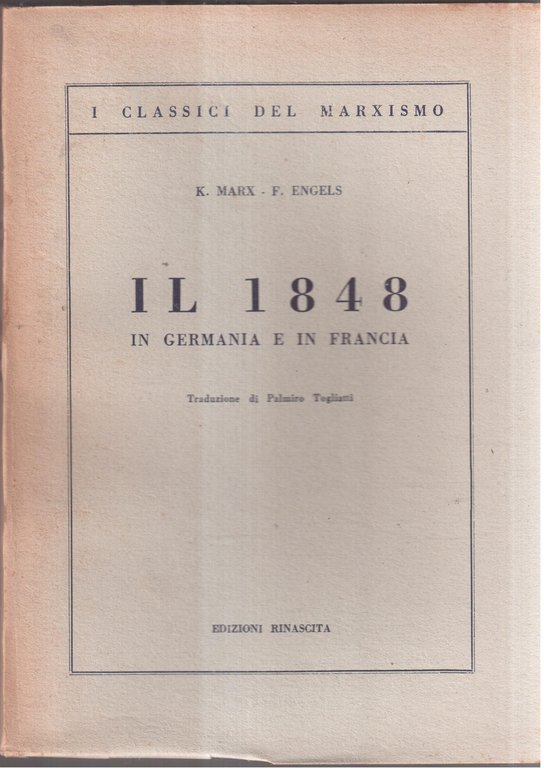 I CLASSICI DEL MARXISMO
K. MARX - F. ENGELS
IL 1848
IN GERMANIA E IN FRANCIA
Traduzione di Palmiro Togliatti
EDIZIONI RINASCITA